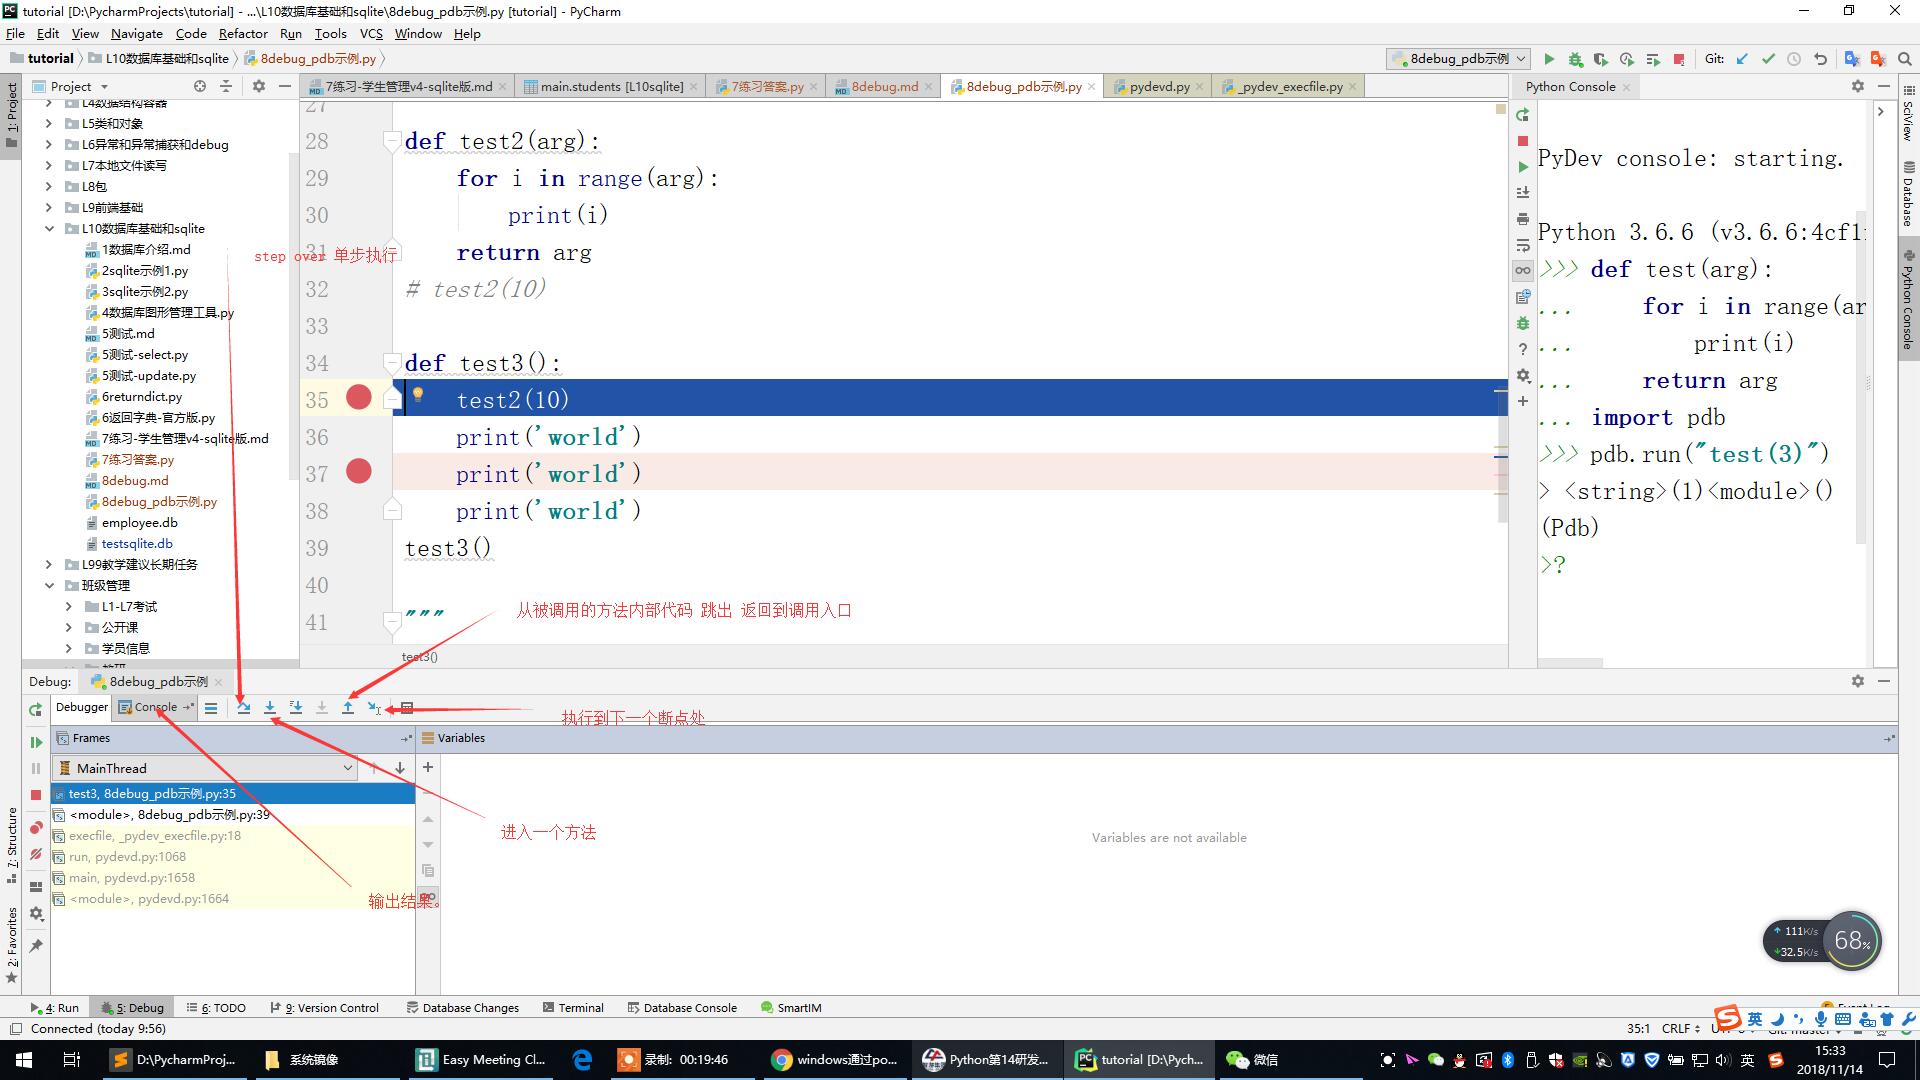 tutorial [D:\PycharmProjects\tutorial] - ...\L10数据库基础和sqlite\8debug_pdb示例.py [tutorial] - PyCharm
File Edit View Navigate Code Refactor Run Tools VCS Window Help
tutorial L10数据库基础和sqlite 8debug_pdb示例.py 8debug_pdb示例 Git:
Project 7练习-学生管理v4-sqlite版.md main.students [L10sqlite] 7练习答案.py 8debug.md 8debug_pdb示例.py pydevd.py _pydev_execfile.py Python Console
1: Project
L4数据结构容器
L5类和对象
L6异常和异常捕获和debug
L7本地文件读写
L8包
L9前端基础
L10数据库基础和sqlite
1数据库介绍.md
2sqlite示例1.py
3sqlite示例2.py
4数据库图形管理工具.py
5测试.md
5测试-select.py
5测试-update.py
6returndict.py
6返回字典-官方版.py
7练习-学生管理v4-sqlite版.md
7练习答案.py
8debug.md
8debug_pdb示例.py
employee.db
testsqlite.db
L99教学建议长期任务
班级管理
L1-L7考试
公开课
学员信息
27
28 def test2(arg):
29 for i in range(arg):
30 print(i)
31 return arg
32 # test2(10)
33
34 def test3():
35 test2(10)
36 print('world')
37 print('world')
38 print('world')
39 test3()
40
41 """
test3()
step over 单步执行
从被调用的方法内部代码 跳出 返回到调用入口
执行到下一个断点处
进入一个方法
输出结果。
PyDev console: starting.
Python 3.6.6 (v3.6.6:4cf1
>>> def test(arg):
... for i in range(ar
... print(i)
... return arg
... import pdb
>>> pdb.run("test(3)")
> <string>(1)<module>()
(Pdb)
>?
SciView
Database
Python Console
Debug: 8debug_pdb示例
Debugger Console
Frames Variables
MainThread
test3, 8debug_pdb示例.py:35
<module>, 8debug_pdb示例.py:39
execfile, _pydev_execfile.py:18
run, pydevd.py:1068
main, pydevd.py:1658
<module>, pydevd.py:1664
Variables are not available
7: Structure
2: Favorites
111K/s
32.5K/s
68%
4: Run 5: Debug 6: TODO 9: Version Control Database Changes Terminal Database Console SmartIM
Connected (today 9:56) 35:1 CRLF 英
D:\PycharmProj... 系统镜像 Easy Meeting Cl... 录制: 00:19:46 windows通过po... Python第14研发... tutorial [D:\Pych... 微信 英 15:33
2018/11/14